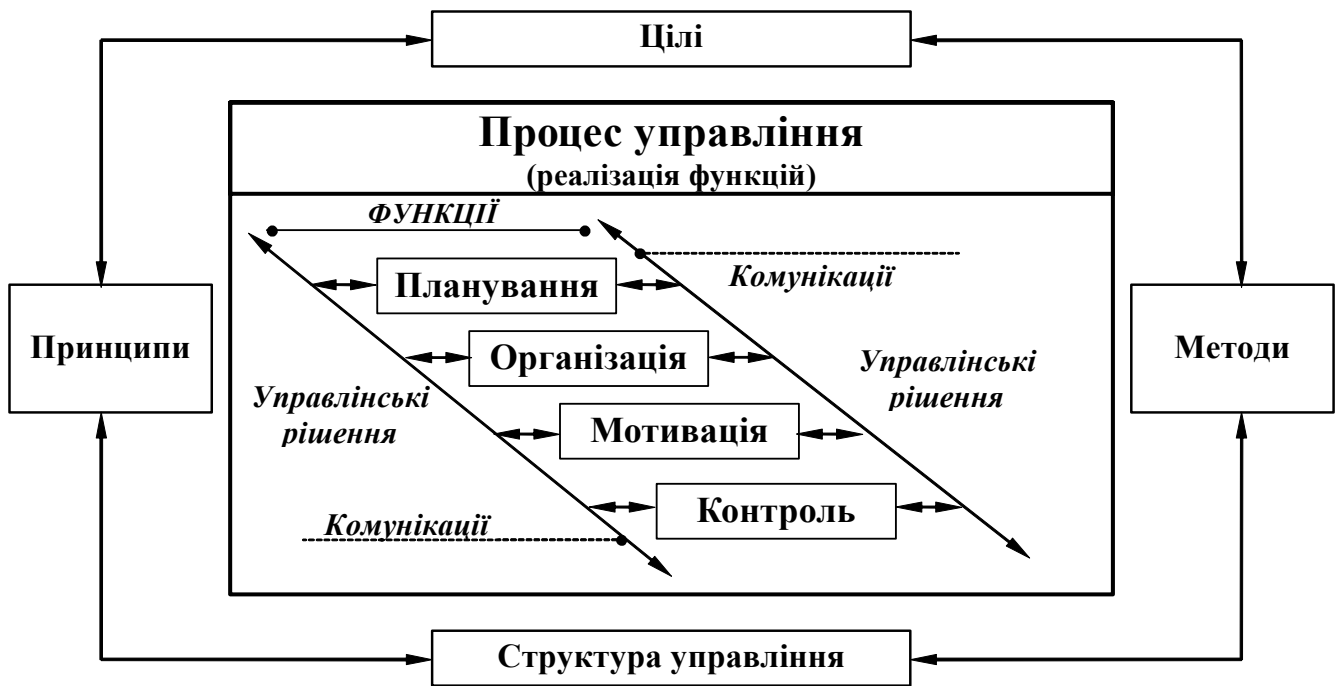 Цілі
Процес управління
(реалізація функцій)
ФУНКЦІЇ
Комунікації
Планування
Принципи
Організація
Методи
Управлінські
рішення
Управлінські
рішення
Мотивація
Контроль
Комунікації
Структура управління